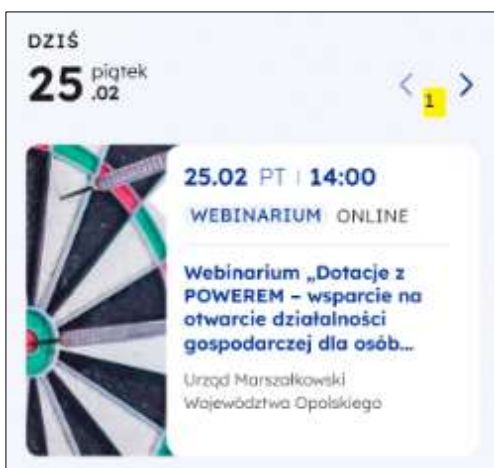 DZIŚ
25 piątek
.02
1
25.02 PT | 14:00
WEBINARIUM ONLINE
Webinarium „Dotacje z
POWEREM – wsparcie na
otwarcie działalności
gospodarczej dla osób...
Urząd Marszałkowski
Województwa Opolskiego